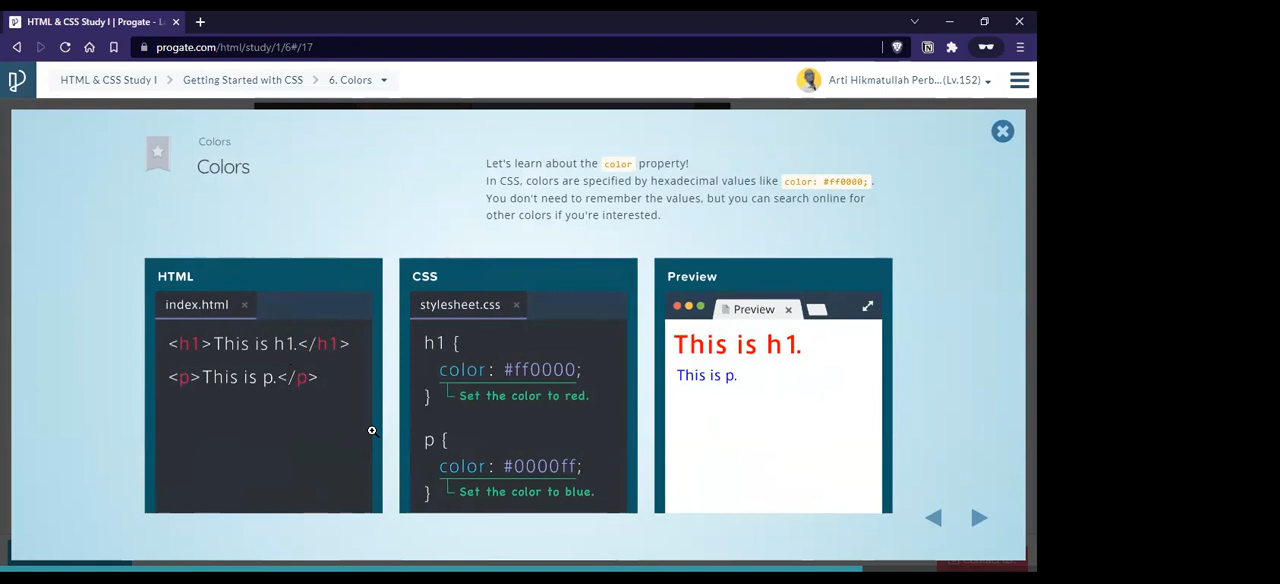 HTML & CSS Study I | Progate - L
progate.com/html/study/1/6#/17
HTML & CSS Study I
Getting Started with CSS
6. Colors
Arti Hikmatullah Perb...(Lv.152)
Colors
Colors
Let's learn about the color property!
In CSS, colors are specified by hexadecimal values like color: #ff0000; .
You don't need to remember the values, but you can search online for
other colors if you're interested.
HTML
index.html
<h1>This is h1.</h1>
<p>This is p.</p>
CSS
stylesheet.css
h1 {
color: #ff0000;
Set the color to red.
}
p {
color: #0000ff;
Set the color to blue.
}
Preview
Preview
This is h1.
This is p.